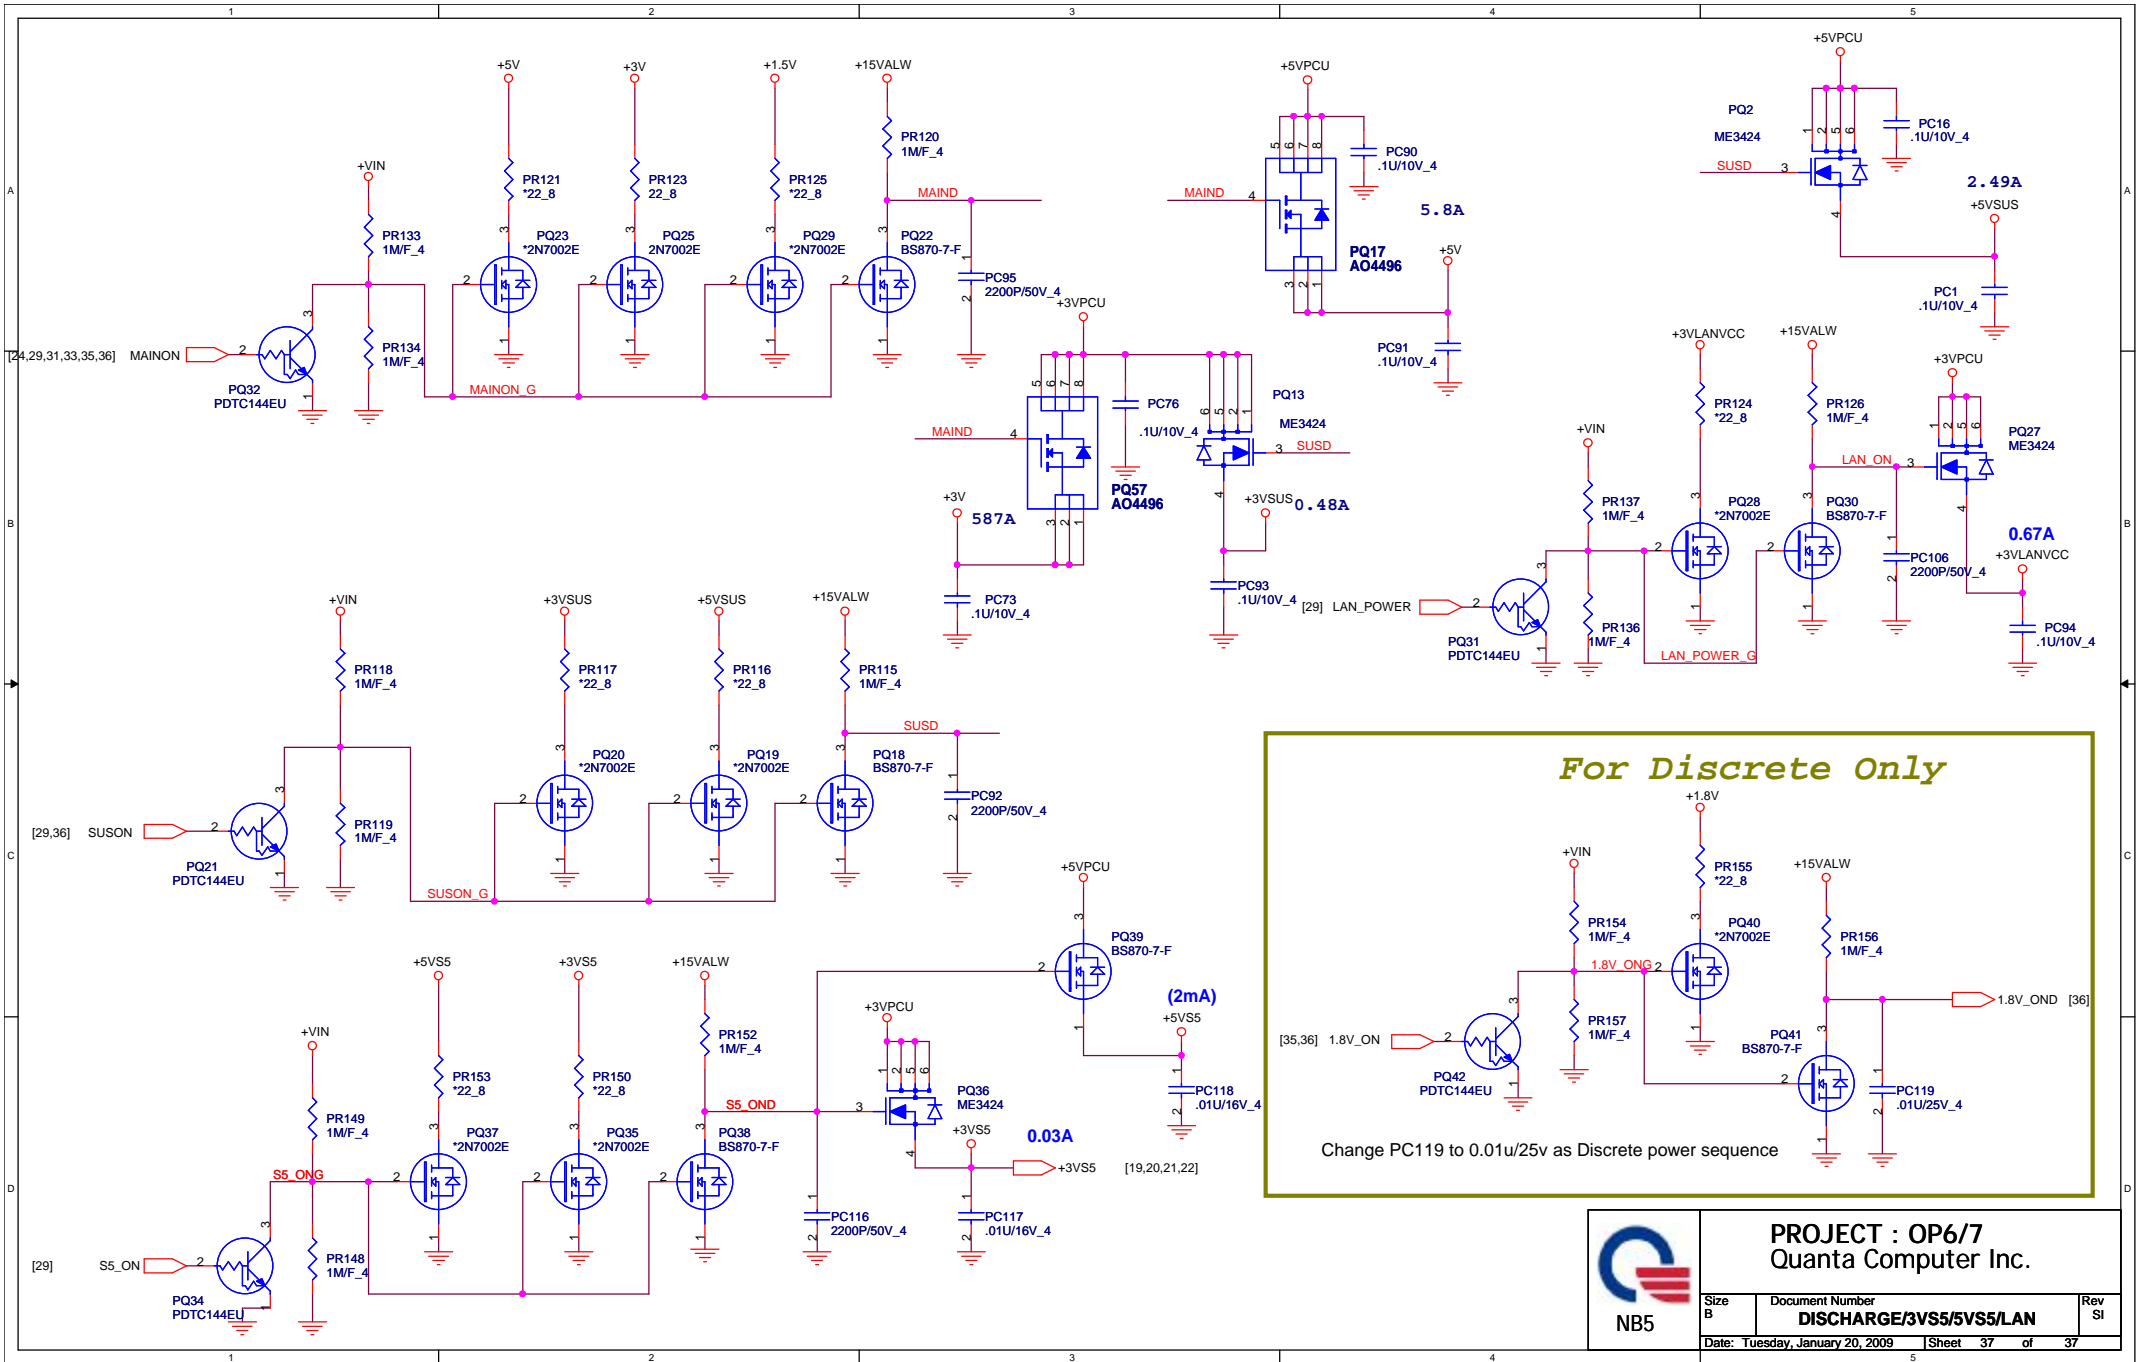 1 2 3 4 5
A B C D
+5V
+3V
+1.5V
+15VALW
+VIN
PR121
*22_8
PR123
22_8
PR125
*22_8
PR120
1M/F_4
MAIND
PR133
1M/F_4
PQ23
*2N7002E
PQ25
2N7002E
PQ29
*2N7002E
PQ22
BS870-7-F
PC95
2200P/50V_4
PR134
1M/F_4
[24,29,31,33,35,36] MAINON
PQ32
PDTC144EU
MAINON_G
+5VPCU
PC90
.1U/10V_4
MAIND
5.8A
PQ17
AO4496
+5V
PC91
.1U/10V_4
+5VPCU
PQ2
ME3424
PC16
.1U/10V_4
SUSD
2.49A
+5VSUS
PC1
.1U/10V_4
+3VPCU
PC76
.1U/10V_4
PQ13
ME3424
MAIND
SUSD
PQ57
AO4496
+3V
587A
+3VSUS
0.48A
PC73
.1U/10V_4
PC93
.1U/10V_4
+3VLANVCC
+15VALW
+3VPCU
PR124
*22_8
PR126
1M/F_4
PQ27
ME3424
+VIN
LAN_ON
PR137
1M/F_4
PQ28
*2N7002E
PQ30
BS870-7-F
0.67A
+3VLANVCC
PC106
2200P/50V_4
[29] LAN_POWER
PQ31
PDTC144EU
PR136
1M/F_4
LAN_POWER_G
PC94
.1U/10V_4
+VIN
+3VSUS
+5VSUS
+15VALW
PR118
1M/F_4
PR117
*22_8
PR116
*22_8
PR115
1M/F_4
SUSD
PQ20
*2N7002E
PQ19
*2N7002E
PQ18
BS870-7-F
PC92
2200P/50V_4
[29,36] SUSON
PQ21
PDTC144EU
PR119
1M/F_4
SUSON_G
For Discrete Only
+1.8V
+VIN
PR155
*22_8
+15VALW
PR154
1M/F_4
PQ40
*2N7002E
PR156
1M/F_4
1.8V_ONG
1.8V_OND [36]
PR157
1M/F_4
[35,36] 1.8V_ON
PQ42
PDTC144EU
PQ41
BS870-7-F
PC119
.01U/25V_4
Change PC119 to 0.01u/25v as Discrete power sequence
+5VPCU
PQ39
BS870-7-F
+5VS5
+3VS5
+15VALW
(2mA)
+5VS5
+3VPCU
+VIN
PR152
1M/F_4
PR153
*22_8
PR150
*22_8
PQ36
ME3424
PC118
.01U/16V_4
S5_OND
PR149
1M/F_4
PQ37
*2N7002E
PQ35
*2N7002E
PQ38
BS870-7-F
+3VS5
0.03A
+3VS5 [19,20,21,22]
S5_ONG
PC116
2200P/50V_4
PC117
.01U/16V_4
[29] S5_ON
PR148
1M/F_4
PQ34
PDTC144EU
NB5
PROJECT : OP6/7
Quanta Computer Inc.
Size
B
Document Number
DISCHARGE/3VS5/5VS5/LAN
Rev
SI
Date: Tuesday, January 20, 2009
Sheet 37 of 37
1 2 3 4 5